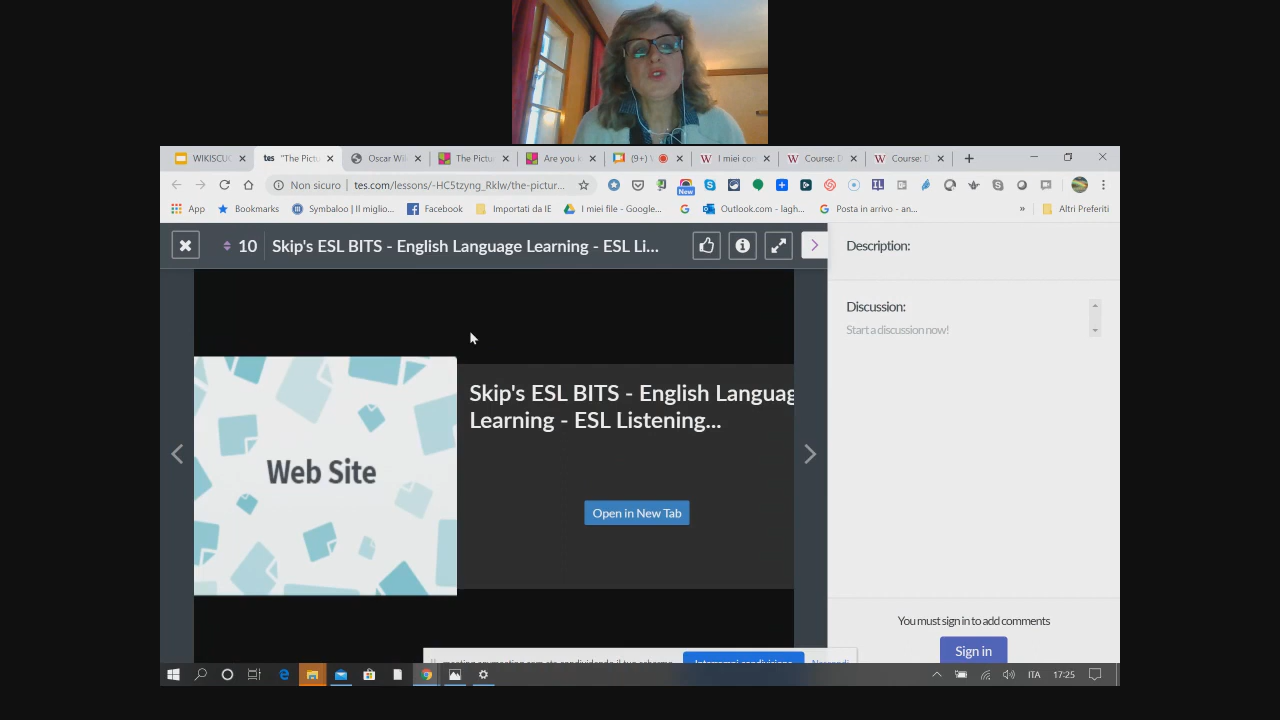 WIKISCU
tes "The Pictu
Oscar Wi
The Pictu
Are you k
(9+) \
I miei co
Course: D
Course: D
Non sicuro
tes.com/lessons/-HC5tzyng_Rklw/the-pictur...
New
App
Bookmarks
Symbaloo | Il miglio...
Facebook
Importati da IE
I miei file - Google...
Outlook.com - lagh...
Posta in arrivo - an...
»
Altri Preferiti
10
Skip's ESL BITS - English Language Learning - ESL Li...
Description:
Discussion:
Start a discussion now!
Skip's ESL BITS - English Languag
Learning - ESL Listening...
Web Site
Open in New Tab
You must sign in to add comments
Sign in
ITA
17:25